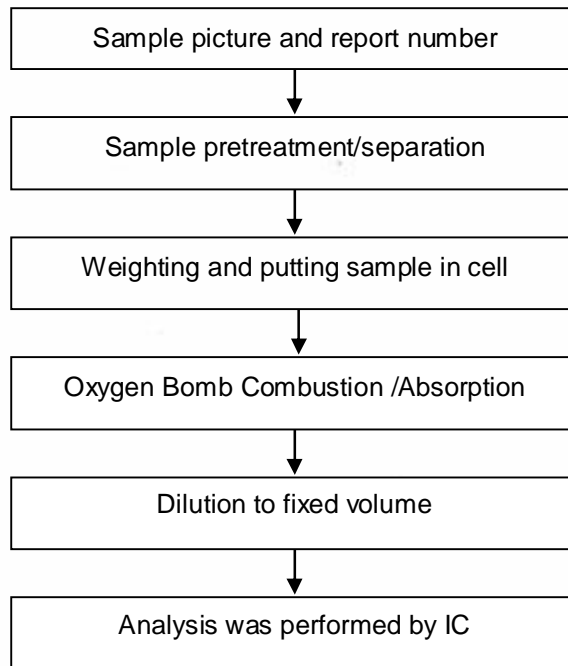 Sample picture and report number
Sample pretreatment/separation
Weighting and putting sample in cell
Oxygen Bomb Combustion /Absorption
Dilution to fixed volume
Analysis was performed by IC